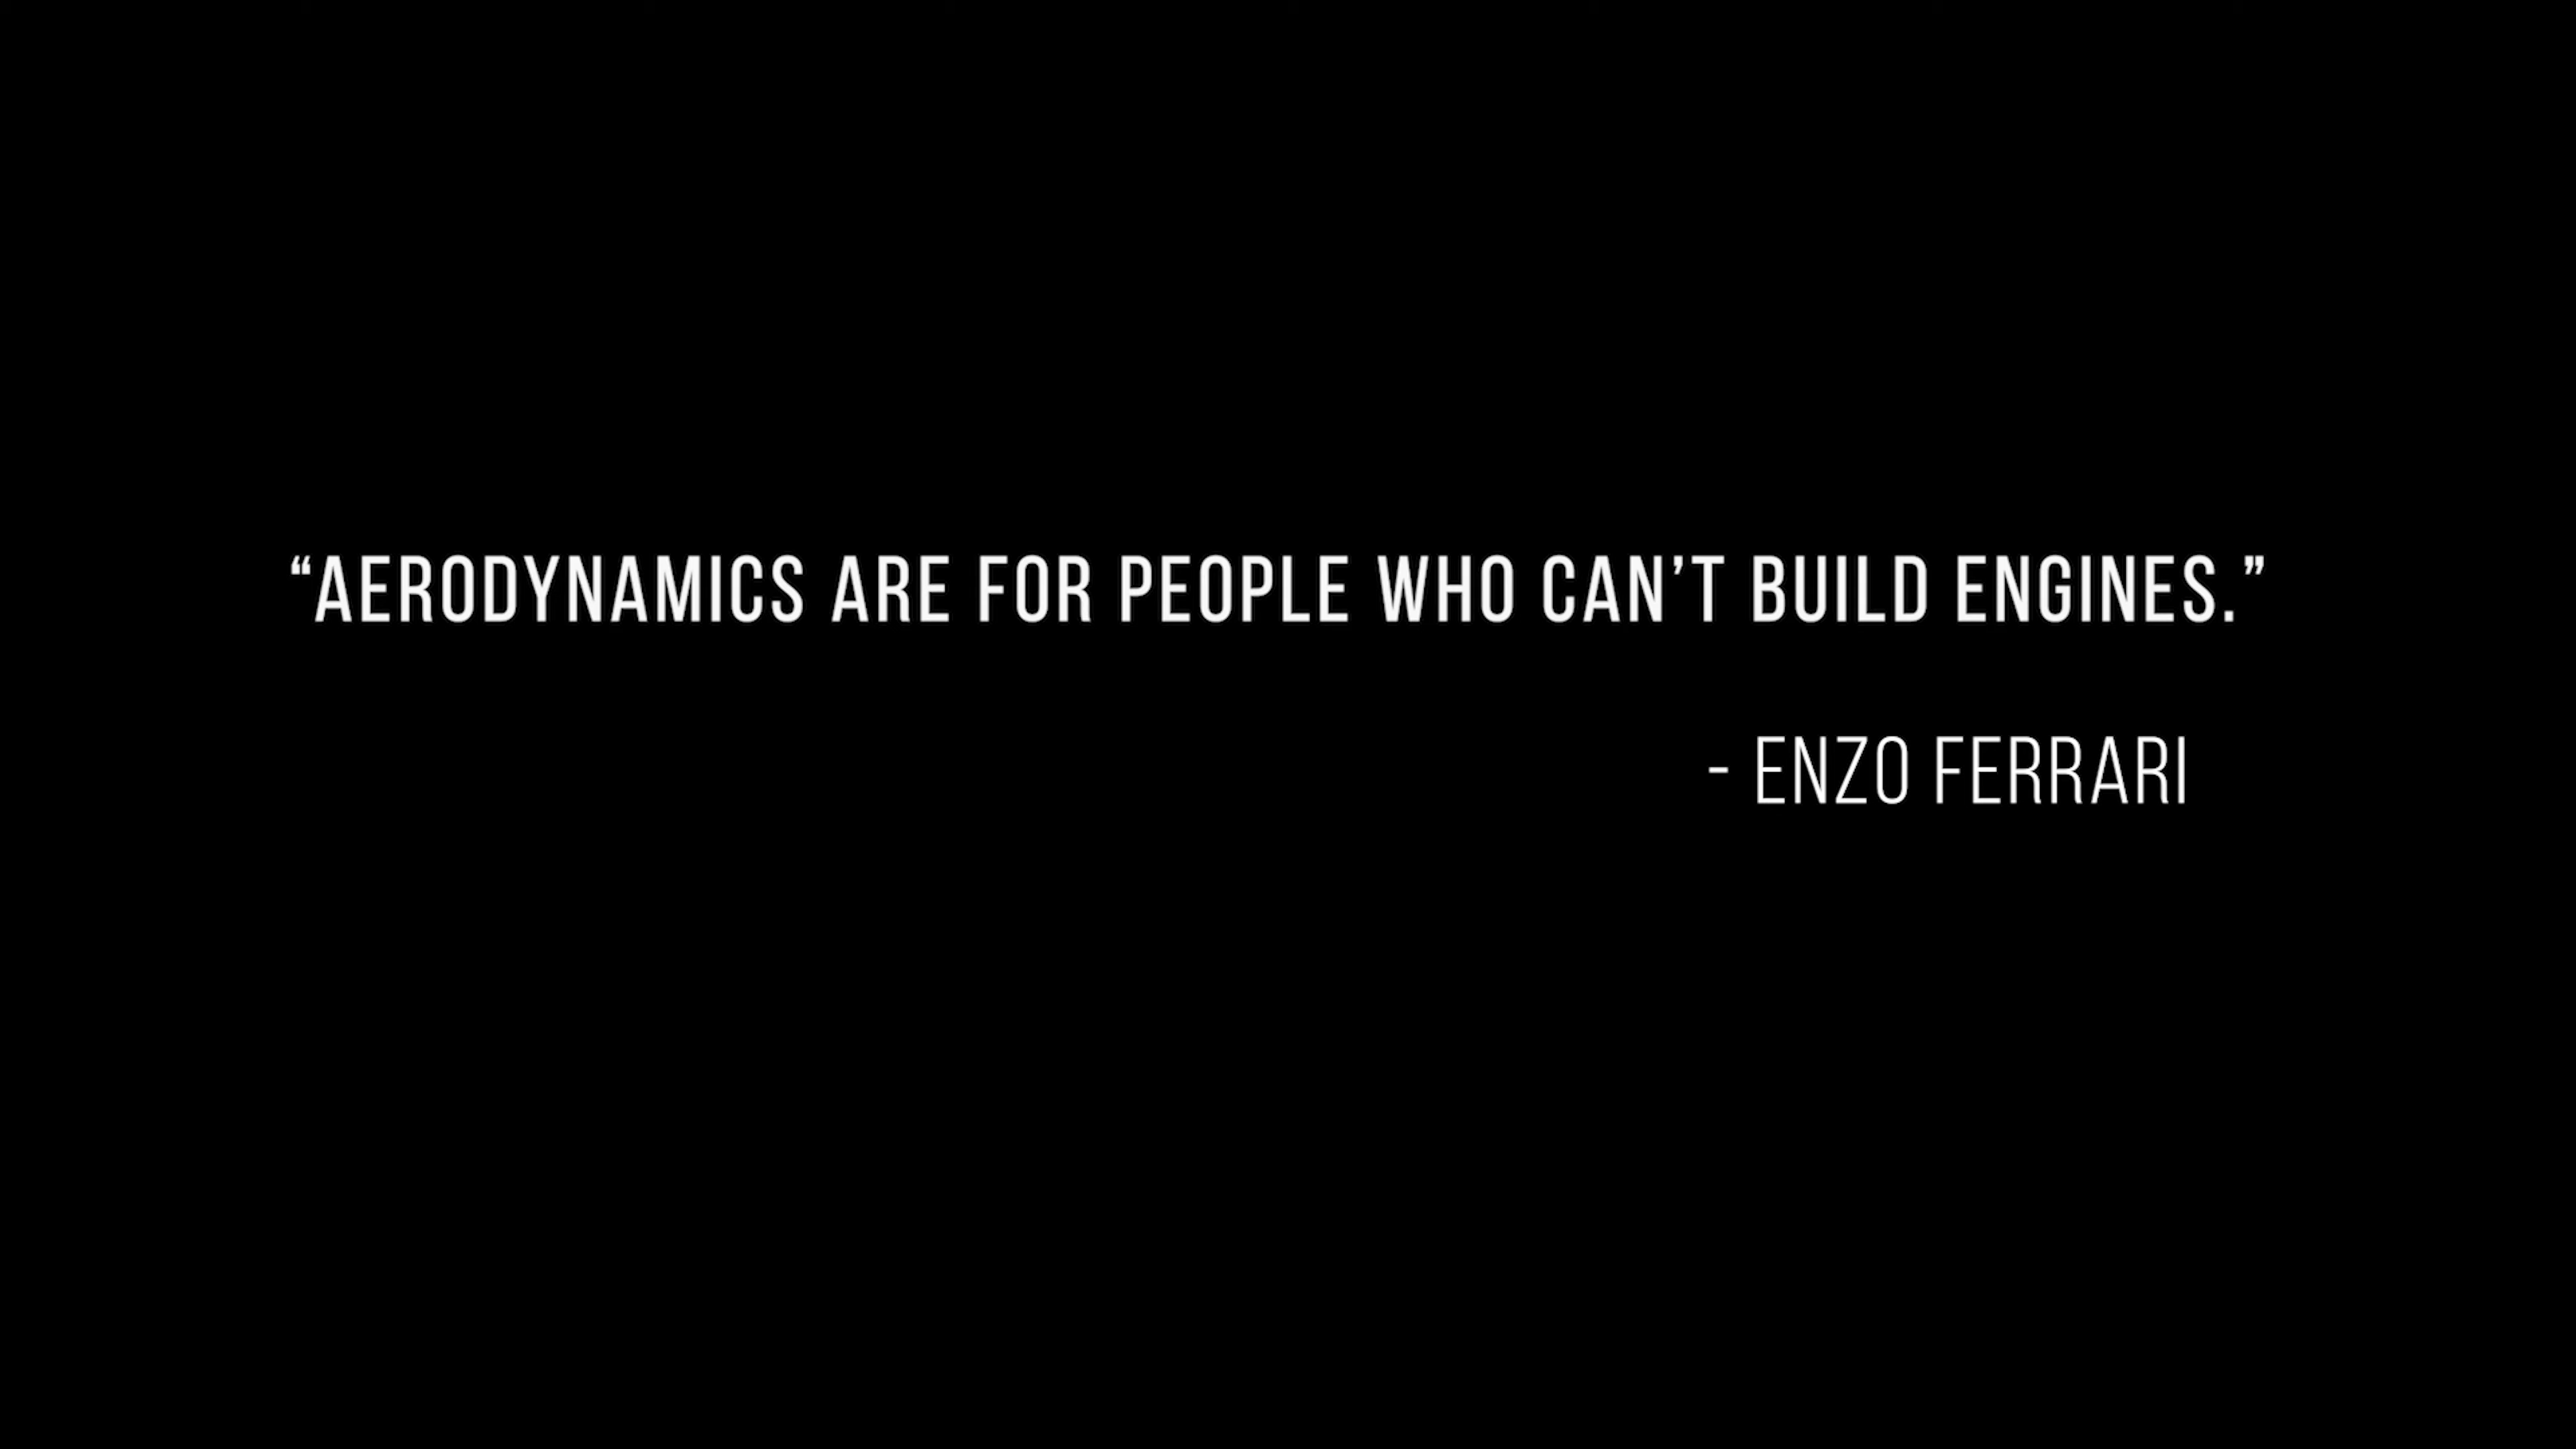 “AERODYNAMICS ARE FOR PEOPLE WHO CAN’T BUILD ENGINES.”
- ENZO FERRARI